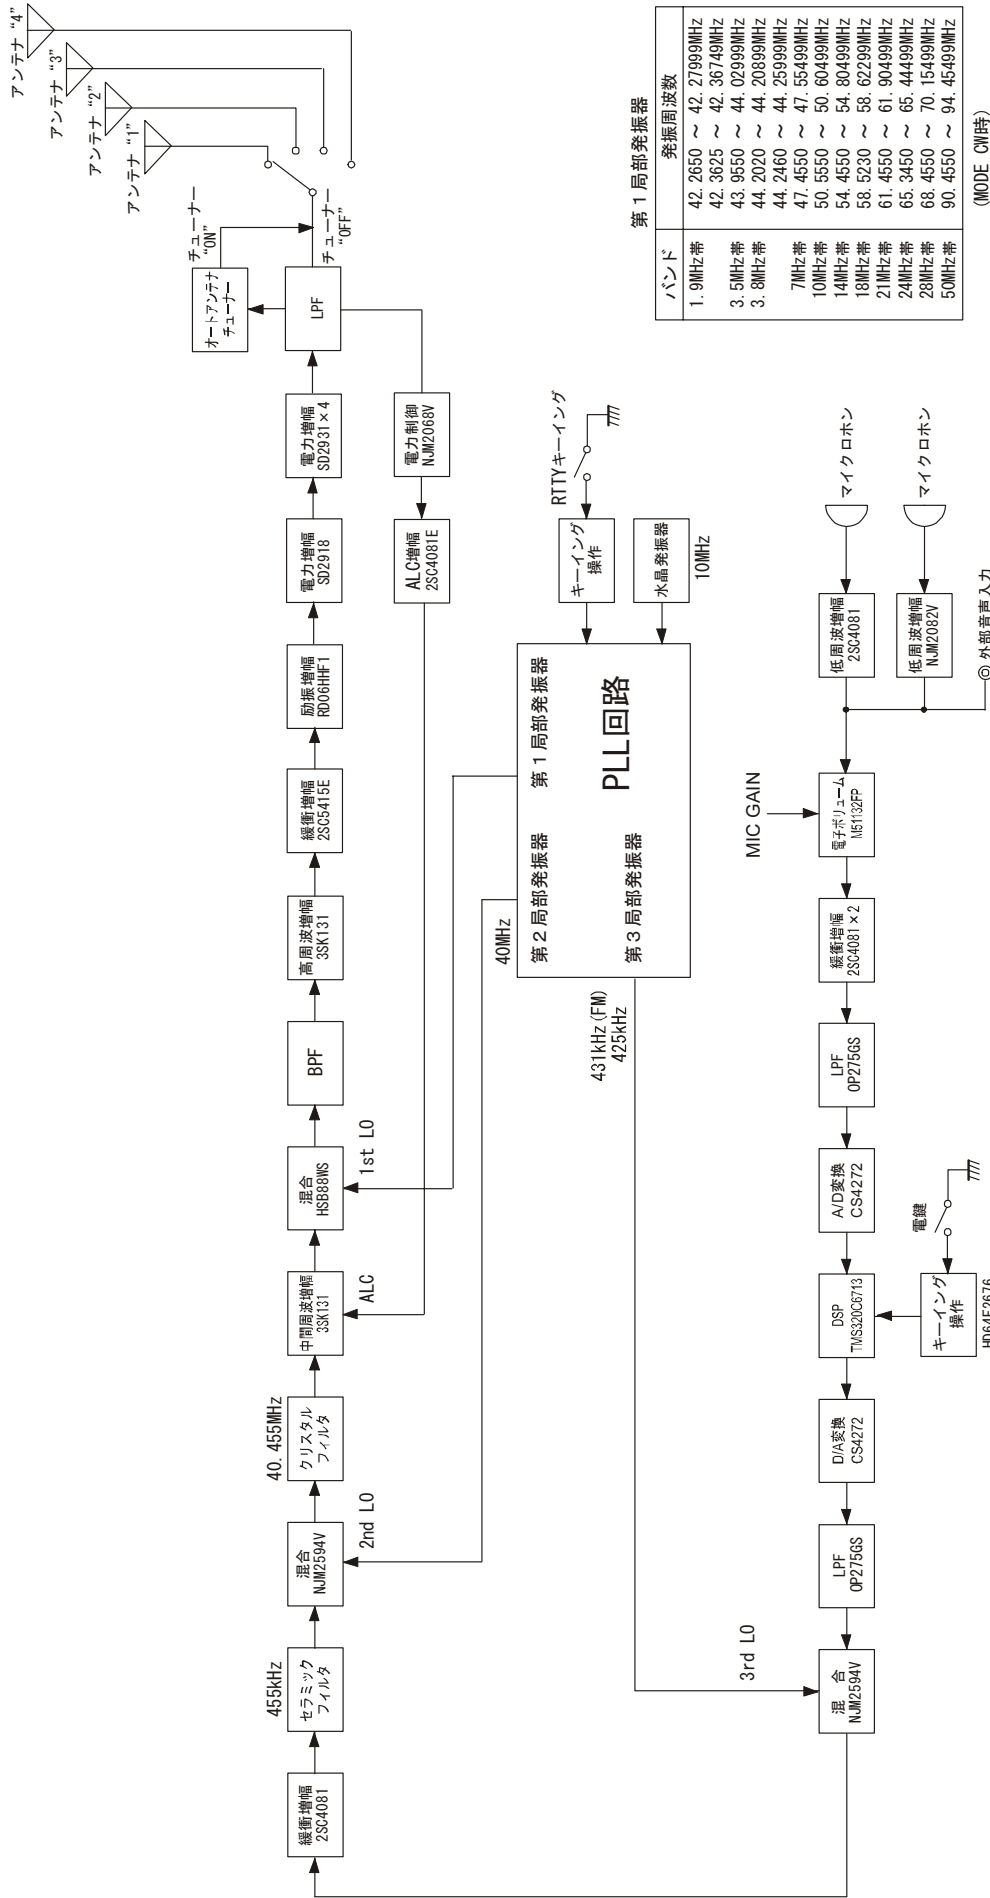 アンテナ “4”
アンテナ “3”
アンテナ “2”
アンテナ “1”
チューナー
“ON”
チューナー
“OFF”
オートアンテナ
チューナー
LPF
電力増幅
SD2931×4
電力増幅
SD2918
励振増幅
RD06HHF1
緩衝増幅
2SC5415E
高周波増幅
3SK131
BPF
混合
HSB88WS
1st LO
中間周波増幅
3SK131
ALC
40.455MHz
クリスタル
フィルタ
混合
NJM2594V
2nd LO
455kHz
セラミック
フィルタ
緩衝増幅
2SC4081
電力制御
NJM2068V
ALC増幅
2SC4081E
RTTYキーイング
キーイング
操作
水晶発振器
10MHz
第1局部発振器
PLL回路
第2局部発振器
第3局部発振器
40MHz
431kHz(FM)
425kHz
マイクロホン
マイクロホン
低周波増幅
2SC4081
低周波増幅
NJM2082V
◎ 外部音声入力
MIC GAIN
電子ボリューム
M51132FP
緩衝増幅
2SC4081×2
LPF
OP275GS
A/D変換
CS4272
DSP
TMS320C6713
電鍵
キーイング
操作
HD64F2676
D/A変換
CS4272
LPF
OP275GS
3rd LO
混 合
NJM2594V
第1局部発振器
バンド 発振周波数
1.9MHz帯 42.2650 ～ 42.27999MHz
42.3625 ～ 42.36749MHz
3.5MHz帯 43.9550 ～ 44.02999MHz
3.8MHz帯 44.2020 ～ 44.20899MHz
44.2460 ～ 44.25999MHz
7MHz帯 47.4550 ～ 47.55499MHz
10MHz帯 50.5550 ～ 50.60499MHz
14MHz帯 54.4550 ～ 54.80499MHz
18MHz帯 58.5230 ～ 58.62299MHz
21MHz帯 61.4550 ～ 61.90499MHz
24MHz帯 65.3450 ～ 65.44499MHz
28MHz帯 68.4550 ～ 70.15499MHz
50MHz帯 90.4550 ～ 94.45499MHz
(MODE CW時)